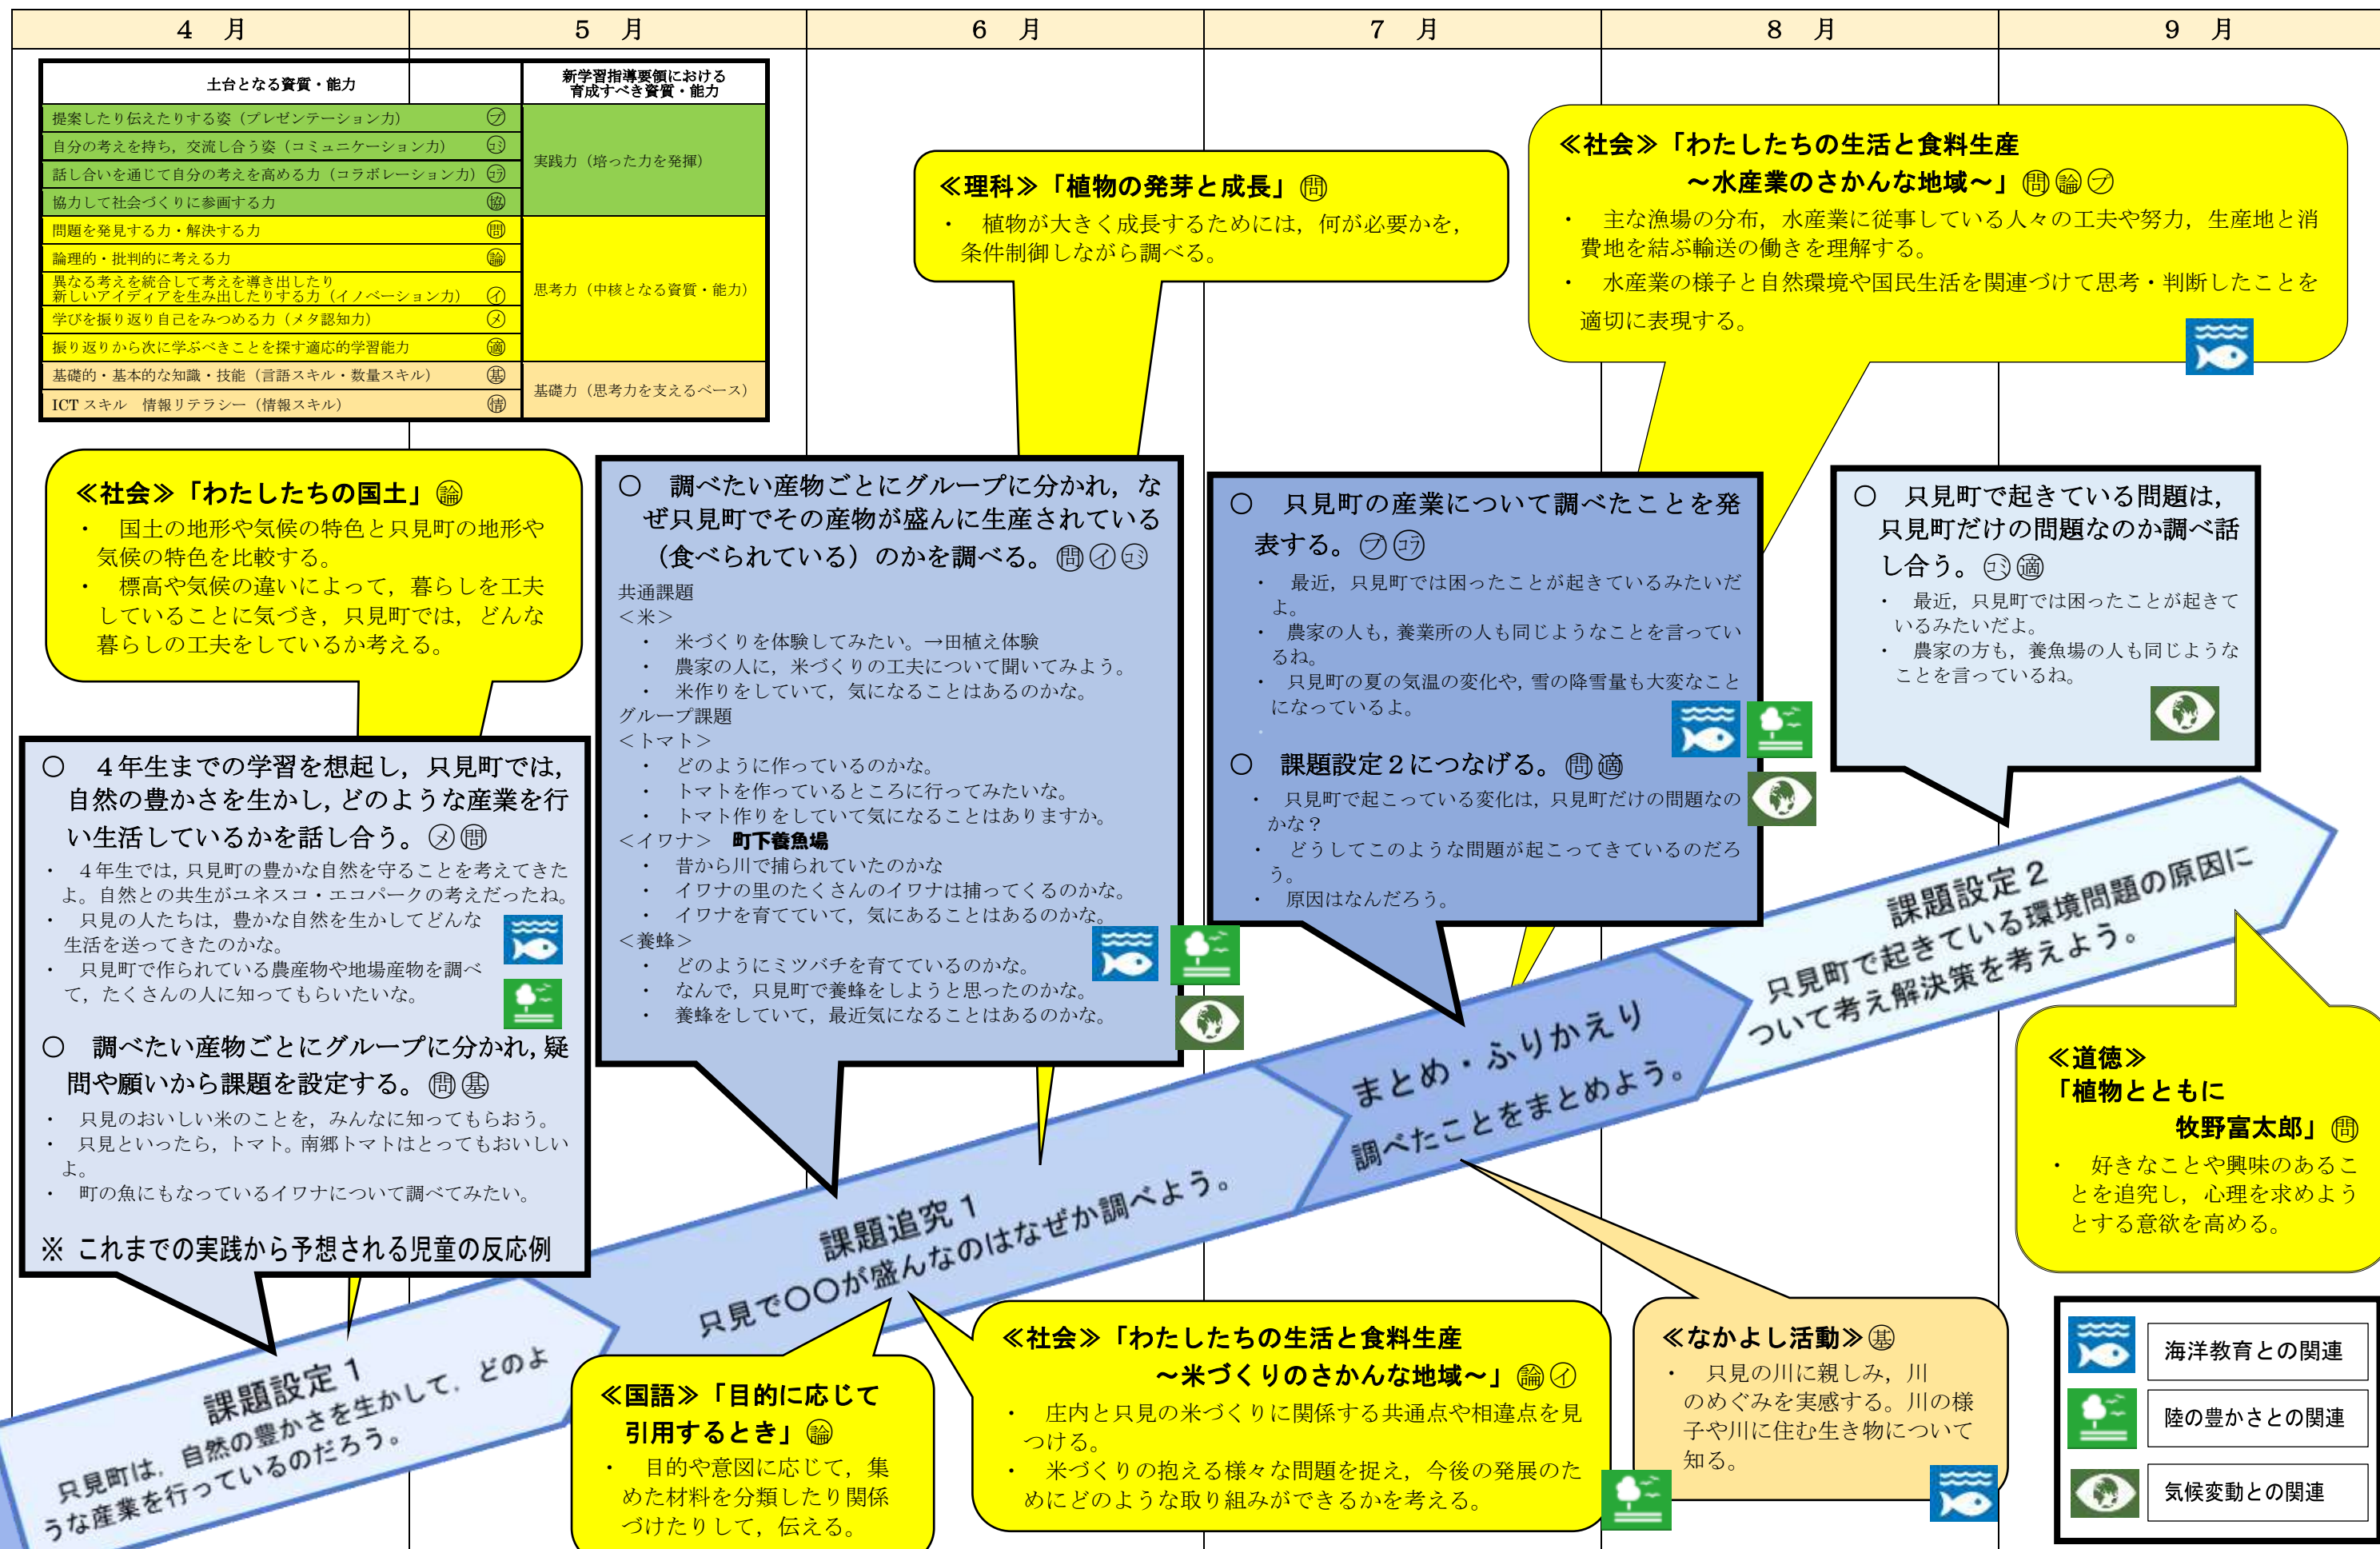 4 月
5 月
6 月
7 月
8 月
9 月
土台となる資質・能力
新学習指導要領における
育成すべき資質・能力
提案したり伝えたりする姿（プレゼンテーション力） ㋫゚
自分の考えを持ち，交流し合う姿（コミュニケーション力） コミ
話し合いを通じて自分の考えを高める力（コラボレーション力） コラ
協力して社会づくりに参画する力 協
実践力（培った力を発揮）
問題を発見する力・解決する力 問
論理的・批判的に考える力 論
異なる考えを統合して考えを導き出したり
新しいアイディアを生み出したりする力（イノベーション力） イ
学びを振り返り自己をみつめる力（メタ認知力） メ
振り返りから次に学ぶべきことを探す適応的学習能力 適
思考力（中核となる資質・能力）
基礎的・基本的な知識・技能（言語スキル・数量スキル） 基
ICT スキル 情報リテラシー（情報スキル） 情
基礎力（思考力を支えるベース）
≪理科≫「植物の発芽と成長」問
・ 植物が大きく成長するためには，何が必要かを，
条件制御しながら調べる。
≪社会≫「わたしたちの生活と食料生産
～水産業のさかんな地域～」問論プ
・ 主な漁場の分布，水産業に従事している人々の工夫や努力，生産地と消
費地を結ぶ輸送の働きを理解する。
・ 水産業の様子と自然環境や国民生活を関連づけて思考・判断したことを
適切に表現する。
≪社会≫「わたしたちの国土」論
・ 国土の地形や気候の特色と只見町の地形や
気候の特色を比較する。
・ 標高や気候の違いによって，暮らしを工夫
していることに気づき，只見町では，どんな
暮らしの工夫をしているか考える。
○ 4年生までの学習を想起し，只見町では，
自然の豊かさを生かし，どのような産業を行
い生活しているかを話し合う。メ問
・ 4年生では，只見町の豊かな自然を守ることを考えてきた
よ。自然との共生がユネスコ・エコパークの考えだったね。
・ 只見の人たちは，豊かな自然を生かしてどんな
生活を送ってきたのかな。
・ 只見町で作られている農産物や地場産物を調べ
て，たくさんの人に知ってもらいたいな。
○ 調べたい産物ごとにグループに分かれ，疑
問や願いから課題を設定する。問基
・ 只見のおいしい米のことを，みんなに知ってもらおう。
・ 只見といったら，トマト。南郷トマトはとってもおいしい
よ。
・ 町の魚にもなっているイワナについて調べてみたい。
※ これまでの実践から予想される児童の反応例
○ 調べたい産物ごとにグループに分かれ，な
ぜ只見町でその産物が盛んに生産されている
（食べられている）のかを調べる。問イコミ
共通課題
＜米＞
・ 米づくりを体験してみたい。→田植え体験
・ 農家の人に，米づくりの工夫について聞いてみよう。
・ 米作りをしていて，気になることはあるのかな。
グループ課題
＜トマト＞
・ どのように作っているのかな。
・ トマトを作っているところに行ってみたいな。
・ トマト作りをしていて気になることはありますか。
＜イワナ＞ 町下養魚場
・ 昔から川で捕られていたのかな
・ イワナの里のたくさんのイワナは捕ってくるのかな。
・ イワナを育てていて，気にあることはあるのかな。
＜養蜂＞
・ どのようにミツバチを育てているのかな。
・ なんで，只見町で養蜂をしようと思ったのかな。
・ 養蜂をしていて，最近気になることはあるのかな。
○ 只見町の産業について調べたことを発
表する。プコラ
・ 最近，只見町では困ったことが起きているみたいだ
よ。
・ 農家の人も，養業所の人も同じようなことを言ってい
るね。
・ 只見町の夏の気温の変化や，雪の降雪量も大変なこと
になっているよ。
○ 課題設定２につなげる。問適
・ 只見町で起こっている変化は，只見町だけの問題なの
かな？
・ どうしてこのような問題が起こってきているのだろ
う。
・ 原因はなんだろう。
○ 只見町で起きている問題は，
只見町だけの問題なのか調べ話
し合う。コミ適
・ 最近，只見町では困ったことが起きて
いるみたいだよ。
・ 農家の方も，養魚場の人も同じような
ことを言っているね。
課題設定１
只見町は，自然の豊かさを生かして，どのよ
うな産業を行っているのだろう。
課題追究１
只見で〇〇が盛んなのはなぜか調べよう。
まとめ・ふりかえり
調べたことをまとめよう。
課題設定２
只見町で起きている環境問題の原因に
ついて考え解決策を考えよう。
≪国語≫「目的に応じて
引用するとき」論
・ 目的や意図に応じて，集
めた材料を分類したり関係
づけたりして，伝える。
≪社会≫「わたしたちの生活と食料生産
～米づくりのさかんな地域～」論イ
・ 庄内と只見の米づくりに関係する共通点や相違点を見
つける。
・ 米づくりの抱える様々な問題を捉え，今後の発展のた
めにどのような取り組みができるかを考える。
≪なかよし活動≫基
・ 只見の川に親しみ，川
のめぐみを実感する。川の様
子や川に住む生き物について
知る。
≪道徳≫
「植物とともに
牧野富太郎」問
・ 好きなことや興味のあるこ
とを追究し，心理を求めよう
とする意欲を高める。
海洋教育との関連
陸の豊かさとの関連
気候変動との関連